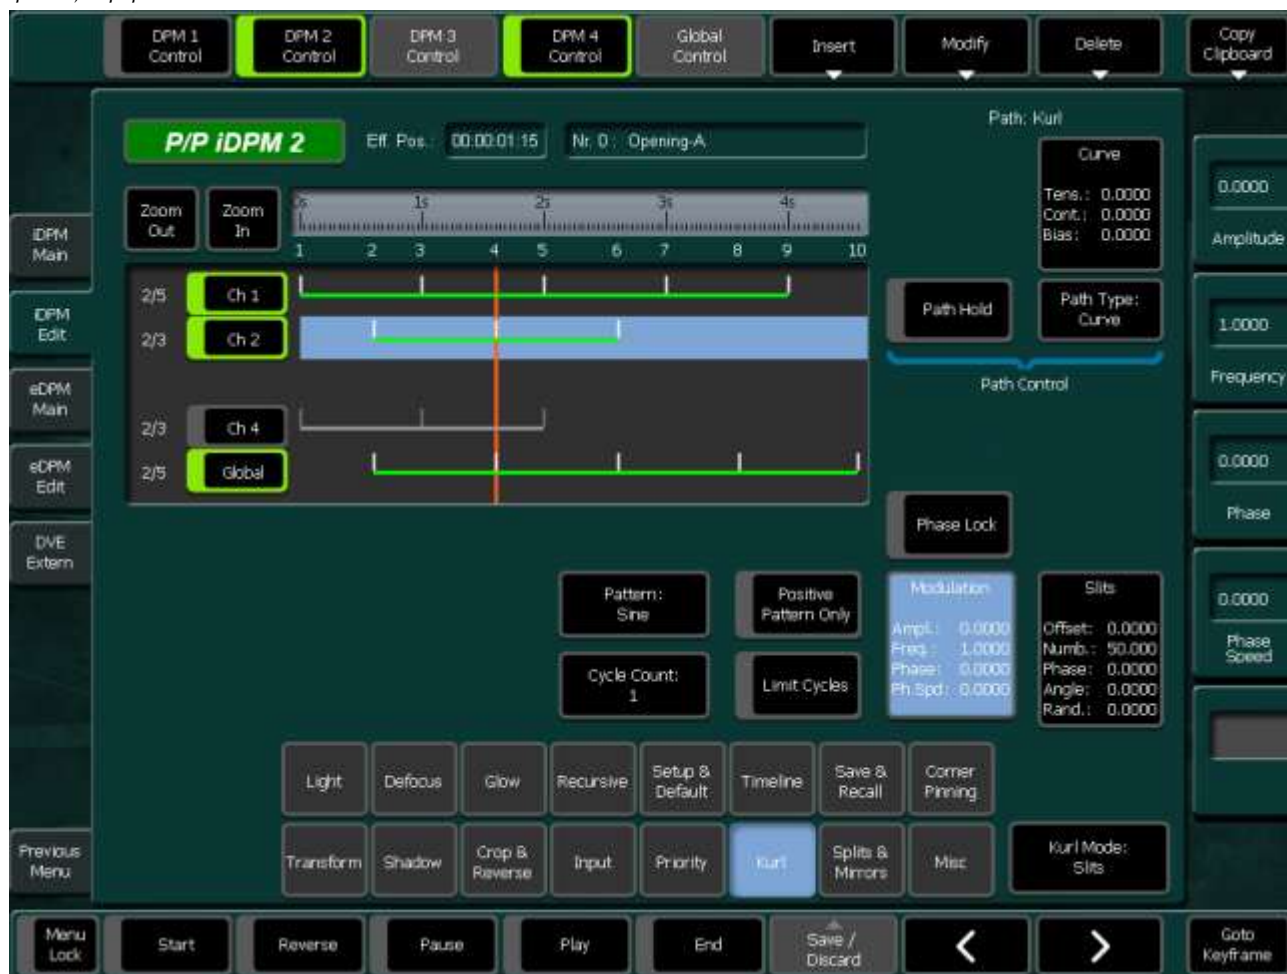 DPM 1
Control
DPM 2
Control
DPM 3
Control
DPM 4
Control
Global
Control
Insert
Modify
Delete
Copy
Clipboard
P/P iDPM 2
Eff. Pos.: 00:00:01:15
Nr. 0 : Opening-A
Path: Kurl
Curve
Tens.: 0.0000
Cont.: 0.0000
Bias: 0.0000
0.0000
Amplitude
Zoom
Out
Zoom
In
0s 1s 2s 3s 4s
1 2 3 4 5 6 7 8 9 10
iDPM
Main
iDPM
Edit
eDPM
Main
eDPM
Edit
DVE
Extern
2/5 Ch 1
2/3 Ch 2
2/3 Ch 4
2/5 Global
Path Hold
Path Type:
Curve
Path Control
1.0000
Frequency
0.0000
Phase
Phase Lock
Pattern:
Sine
Positive
Pattern Only
Cycle Count:
1
Limit Cycles
Modulation
Ampl.: 0.0000
Freq.: 1.0000
Phase: 0.0000
Ph.Spd: 0.0000
Slits
Offset: 0.0000
Numb.: 50.000
Phase: 0.0000
Angle: 0.0000
Rand.: 0.0000
0.0000
Phase
Speed
Light
Defocus
Glow
Recursive
Setup &
Default
Timeline
Save &
Recall
Corner
Pinning
Previous
Menu
Transform
Shadow
Crop &
Reverse
Input
Priority
Kurl
Splits &
Mirrors
Misc
Kurl Mode:
Slits
Menu
Lock
Start
Reverse
Pause
Play
End
Save /
Discard
<
>
Goto
Keyframe